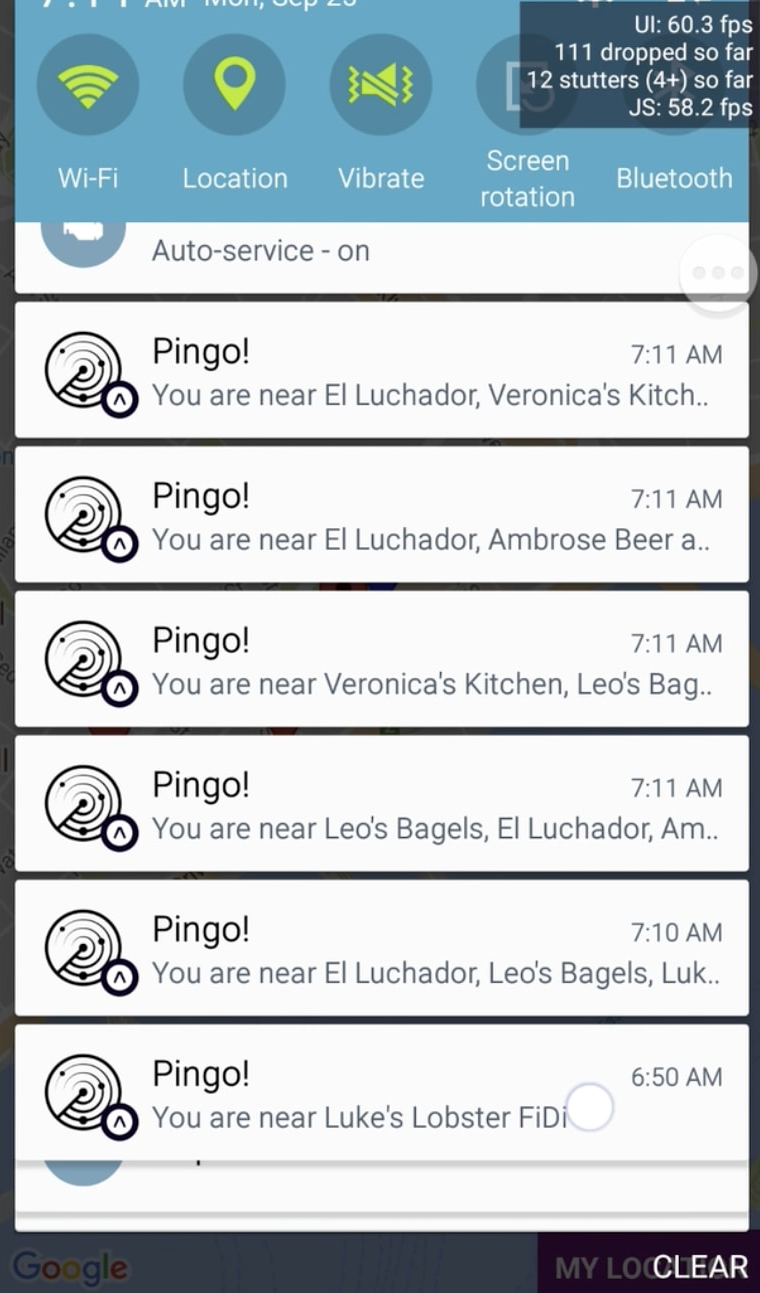 AM Mon, Sep 25
UI: 60.3 fps
111 dropped so far
12 stutters (4+) so far
JS: 58.2 fps
Wi-Fi
Location
Vibrate
Screen
rotation
Bluetooth
Auto-service - on
Pingo!
7:11 AM
You are near El Luchador, Veronica's Kitch..
Pingo!
7:11 AM
You are near El Luchador, Ambrose Beer a..
Pingo!
7:11 AM
You are near Veronica's Kitchen, Leo's Bag..
Pingo!
7:11 AM
You are near Leo's Bagels, El Luchador, Am..
Pingo!
7:10 AM
You are near El Luchador, Leo's Bagels, Luk..
Pingo!
6:50 AM
You are near Luke's Lobster FiDi
Google
MY LOCATION
CLEAR